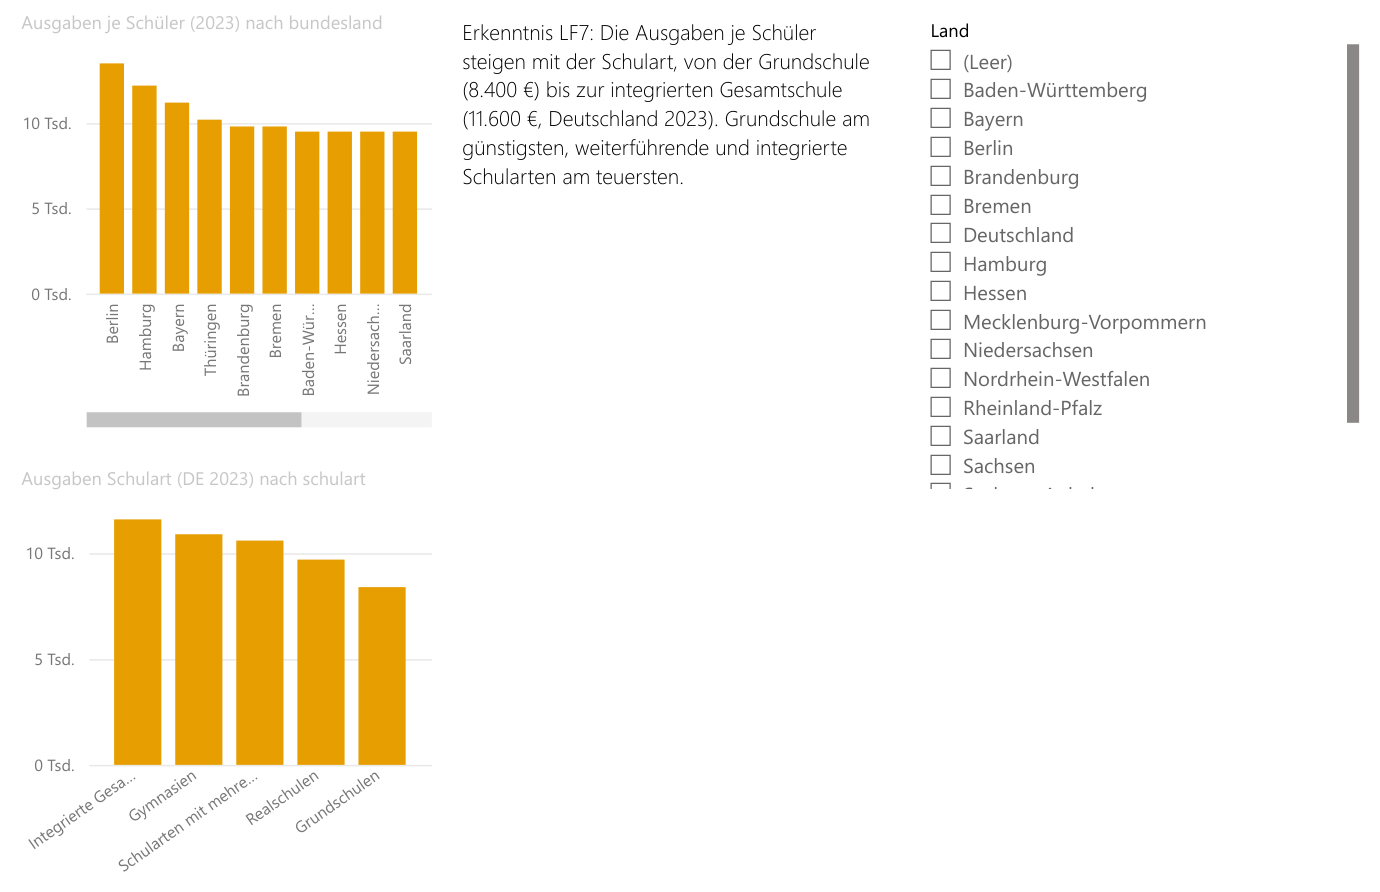 Ausgaben je Schüler (2023) nach bundesland
10 Tsd.
5 Tsd.
0 Tsd.
Berlin
Hamburg
Bayern
Thüringen
Brandenburg
Bremen
Baden-Wür...
Hessen
Niedersach...
Saarland
Erkenntnis LF7: Die Ausgaben je Schüler
steigen mit der Schulart, von der Grundschule
(8.400 €) bis zur integrierten Gesamtschule
(11.600 €, Deutschland 2023). Grundschule am
günstigsten, weiterführende und integrierte
Schularten am teuersten.
Land
(Leer)
Baden-Württemberg
Bayern
Berlin
Brandenburg
Bremen
Deutschland
Hamburg
Hessen
Mecklenburg-Vorpommern
Niedersachsen
Nordrhein-Westfalen
Rheinland-Pfalz
Saarland
Sachsen
Ausgaben Schulart (DE 2023) nach schulart
10 Tsd.
5 Tsd.
0 Tsd.
Integrierte Gesa...
Gymnasien
Schularten mit mehre...
Realschulen
Grundschulen